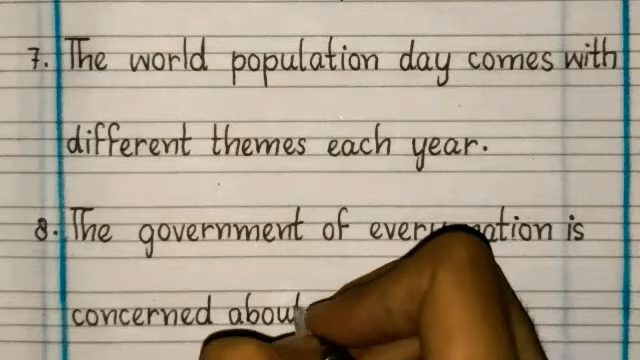 7. The world population day comes with
different themes each year.
8. The government of every nation is
concerned about